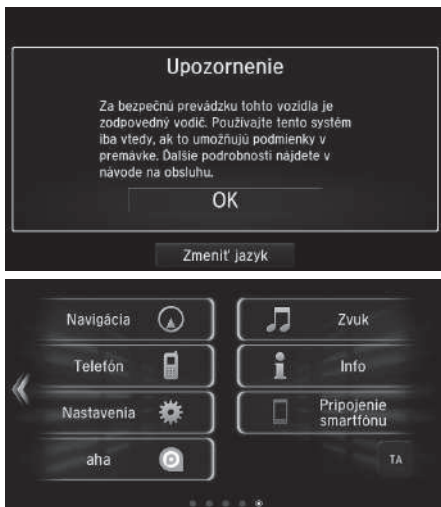 Upozornenie
Za bezpečnú prevádzku tohto vozidla je
zodpovedný vodič. Používajte tento systém
iba vtedy, ak to umožňujú podmienky v
premávke. Ďalšie podrobnosti nájdete v
návode na obsluhu.
OK
Zmeniť jazyk
Navigácia
Zvuk
Telefón
Info
Nastavenia
Pripojenie
smartfónu
aha
TA